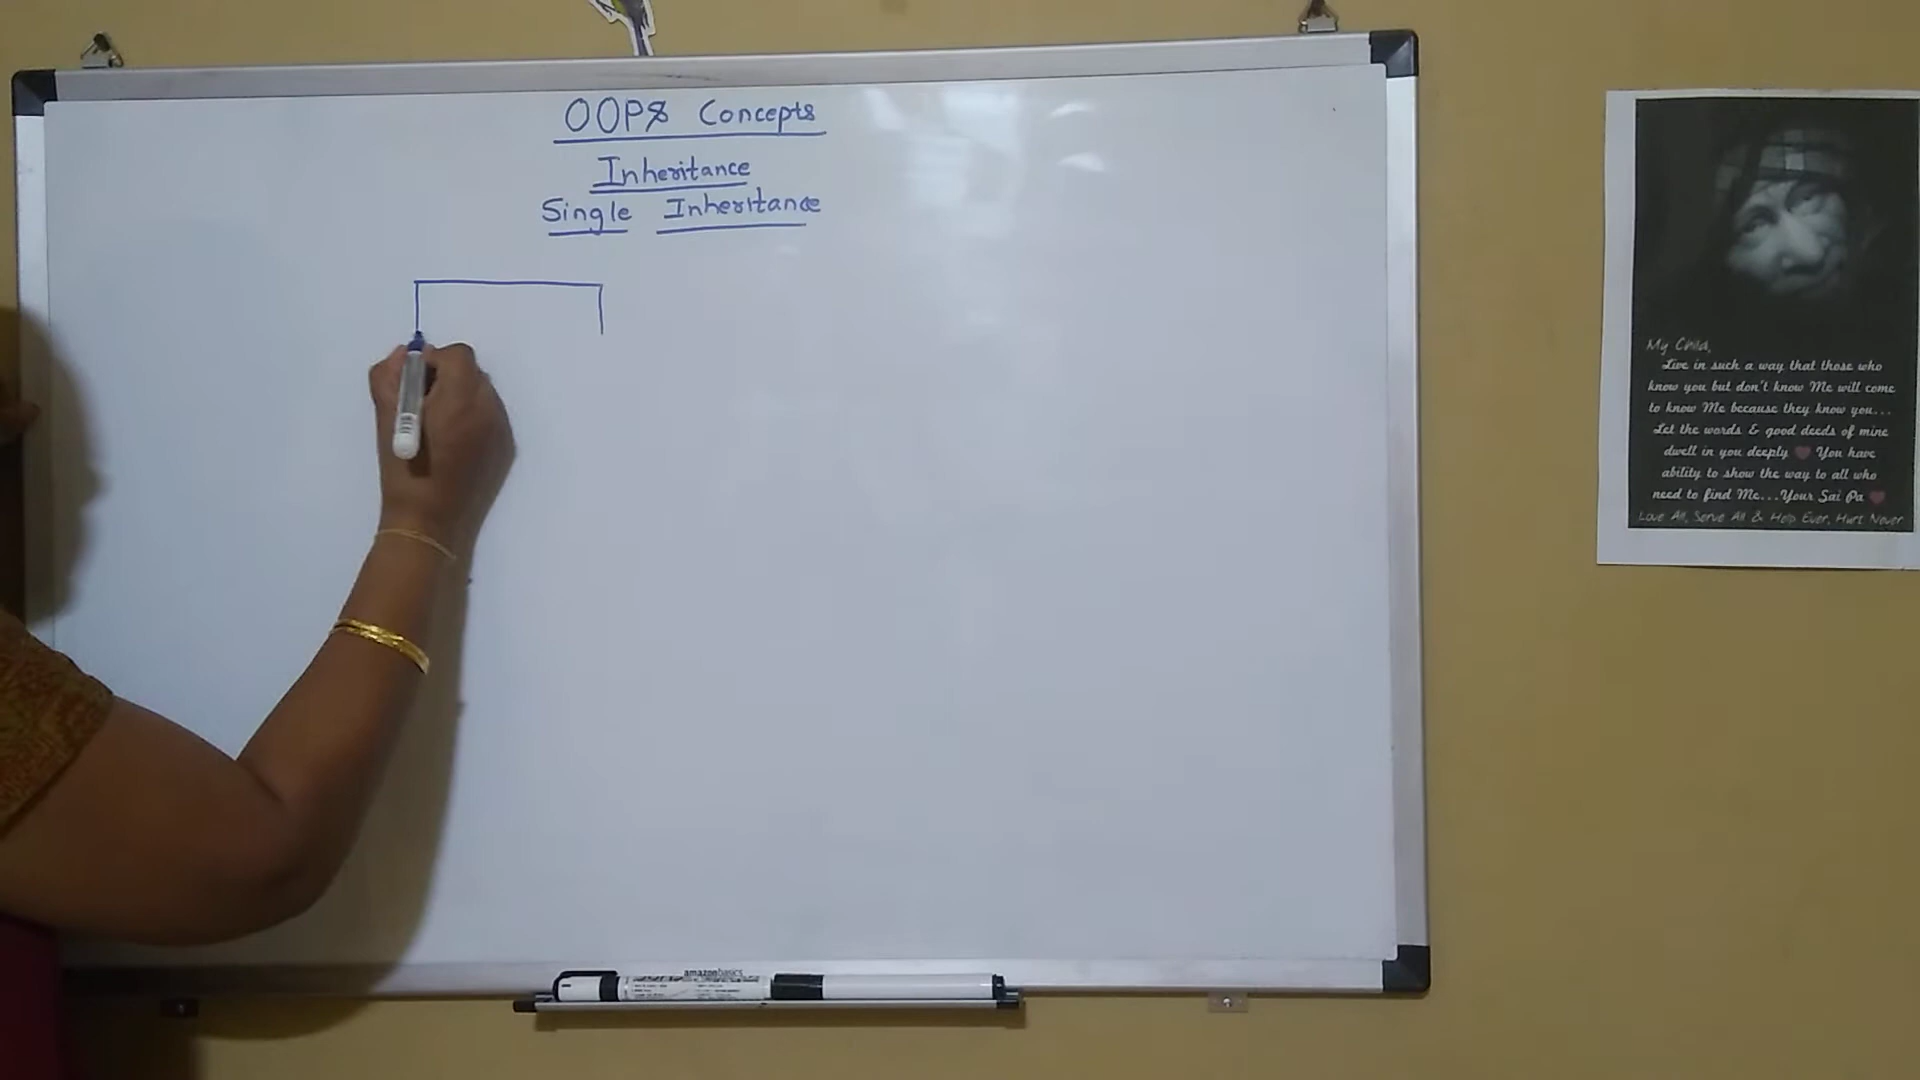 OOPS Concepts
Inheritance
Single Inheritance
My Child,
Live in such a way that those who
know you but don't know Me will come
to know Me because they know you...
Let the words & good deeds of mine
dwell in you deeply You have
ability to show the way to all who
need to find Me...Your Sai Pa
Love All, Serve All & Help Ever, Hurt Never
amazonbasics